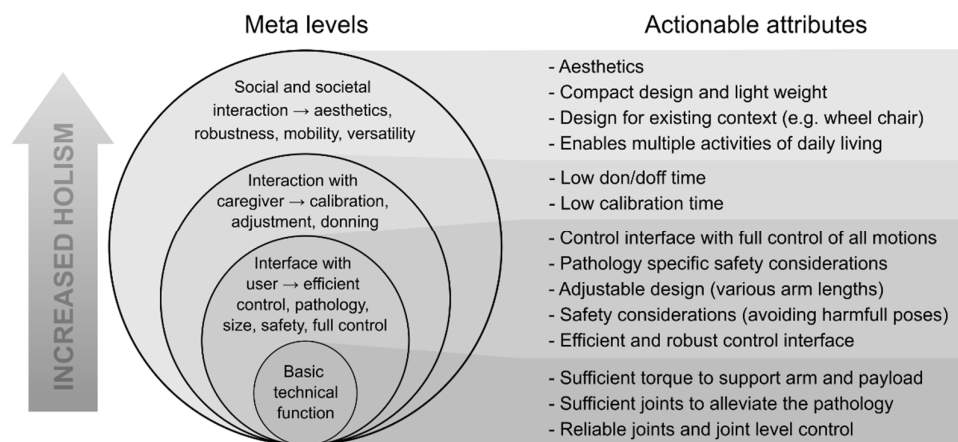 Meta levels
Actionable attributes
INCREASED HOLISM
Social and societal
interaction → aesthetics,
robustness, mobility, versatility
Interaction with
caregiver → calibration,
adjustment, donning
Interface with
user → efficient
control, pathology,
size, safety, full control
Basic
technical
function
- Aesthetics
- Compact design and light weight
- Design for existing context (e.g. wheel chair)
- Enables multiple activities of daily living
- Low don/doff time
- Low calibration time
- Control interface with full control of all motions
- Pathology specific safety considerations
- Adjustable design (various arm lengths)
- Safety considerations (avoiding harmfull poses)
- Efficient and robust control interface
- Sufficient torque to support arm and payload
- Sufficient joints to alleviate the pathology
- Reliable joints and joint level control